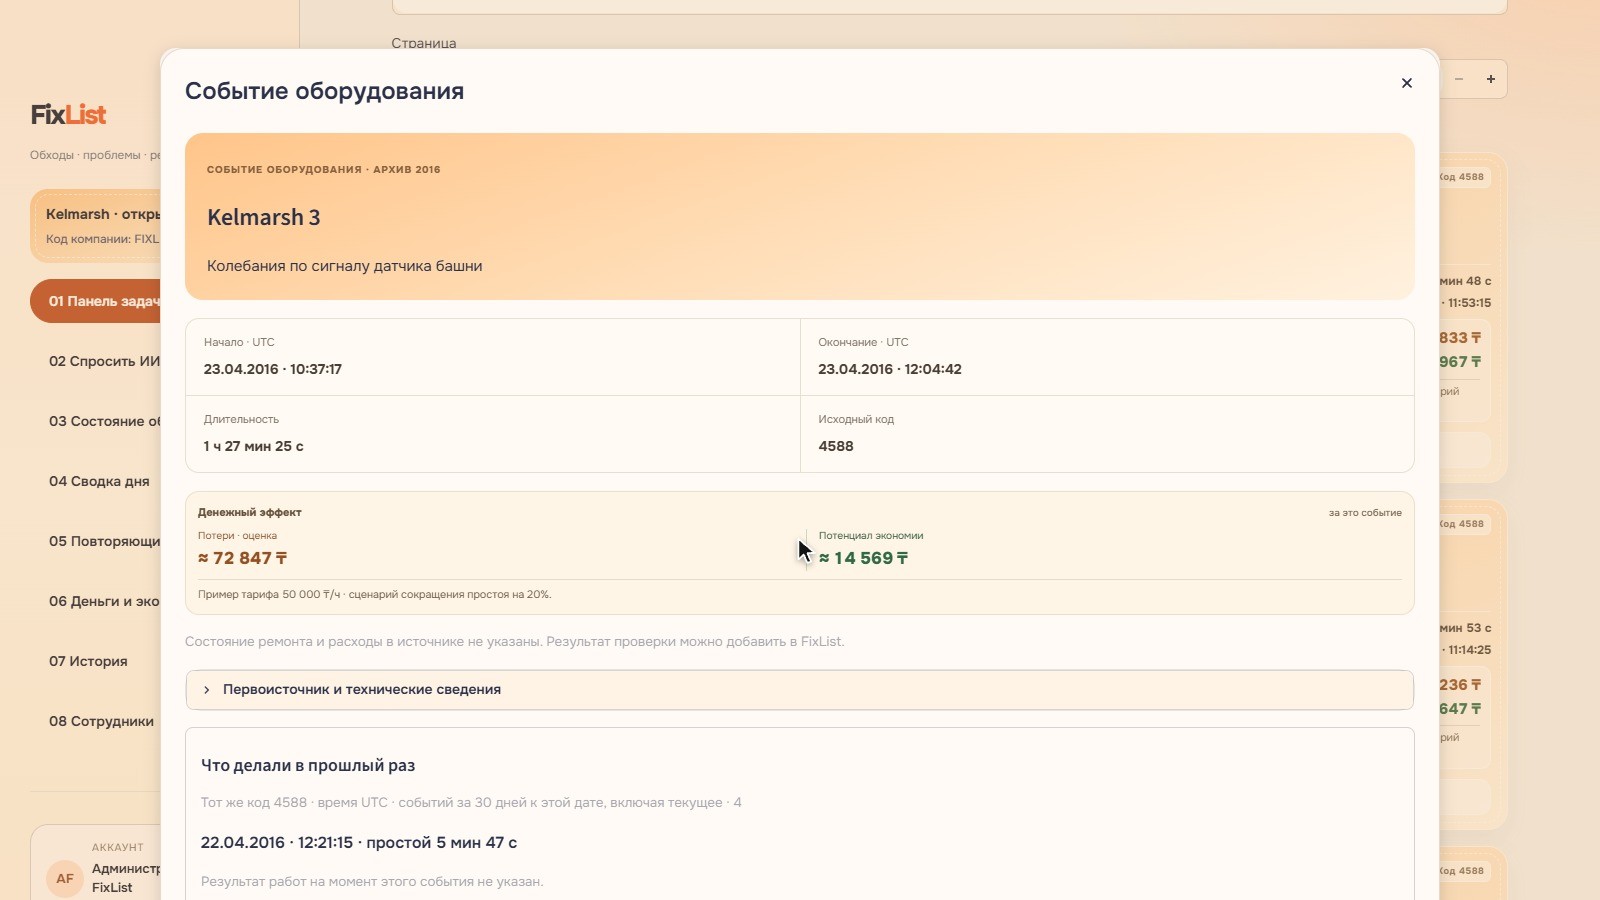 Страница
− +
FixList
Обходы · проблемы · ре
Kelmarsh · откры
Код компании: FIXL
01 Панель задач
02 Спросить ИИ
03 Состояние об
04 Сводка дня
05 Повторяющи
06 Деньги и эко
07 История
08 Сотрудники
АККАУНТ
AF
Администр
FixList
Событие оборудования
×
СОБЫТИЕ ОБОРУДОВАНИЯ · АРХИВ 2016
Kelmarsh 3
Колебания по сигналу датчика башни
Начало · UTC
23.04.2016 · 10:37:17
Окончание · UTC
23.04.2016 · 12:04:42
Длительность
1 ч 27 мин 25 с
Исходный код
4588
Денежный эффект
за это событие
Потери · оценка
≈ 72 847 ₸
Потенциал экономии
≈ 14 569 ₸
Пример тарифа 50 000 ₸/ч · сценарий сокращения простоя на 20%.
Состояние ремонта и расходы в источнике не указаны. Результат проверки можно добавить в FixList.
Первоисточник и технические сведения
Что делали в прошлый раз
Тот же код 4588 · время UTC · событий за 30 дней к этой дате, включая текущее · 4
22.04.2016 · 12:21:15 · простой 5 мин 47 с
Результат работ на момент этого события не указан.
Код 4588
мин 48 с
· 11:53:15
833 ₸
967 ₸
рий
Код 4588
мин 53 с
· 11:14:25
236 ₸
647 ₸
рий
Код 4588